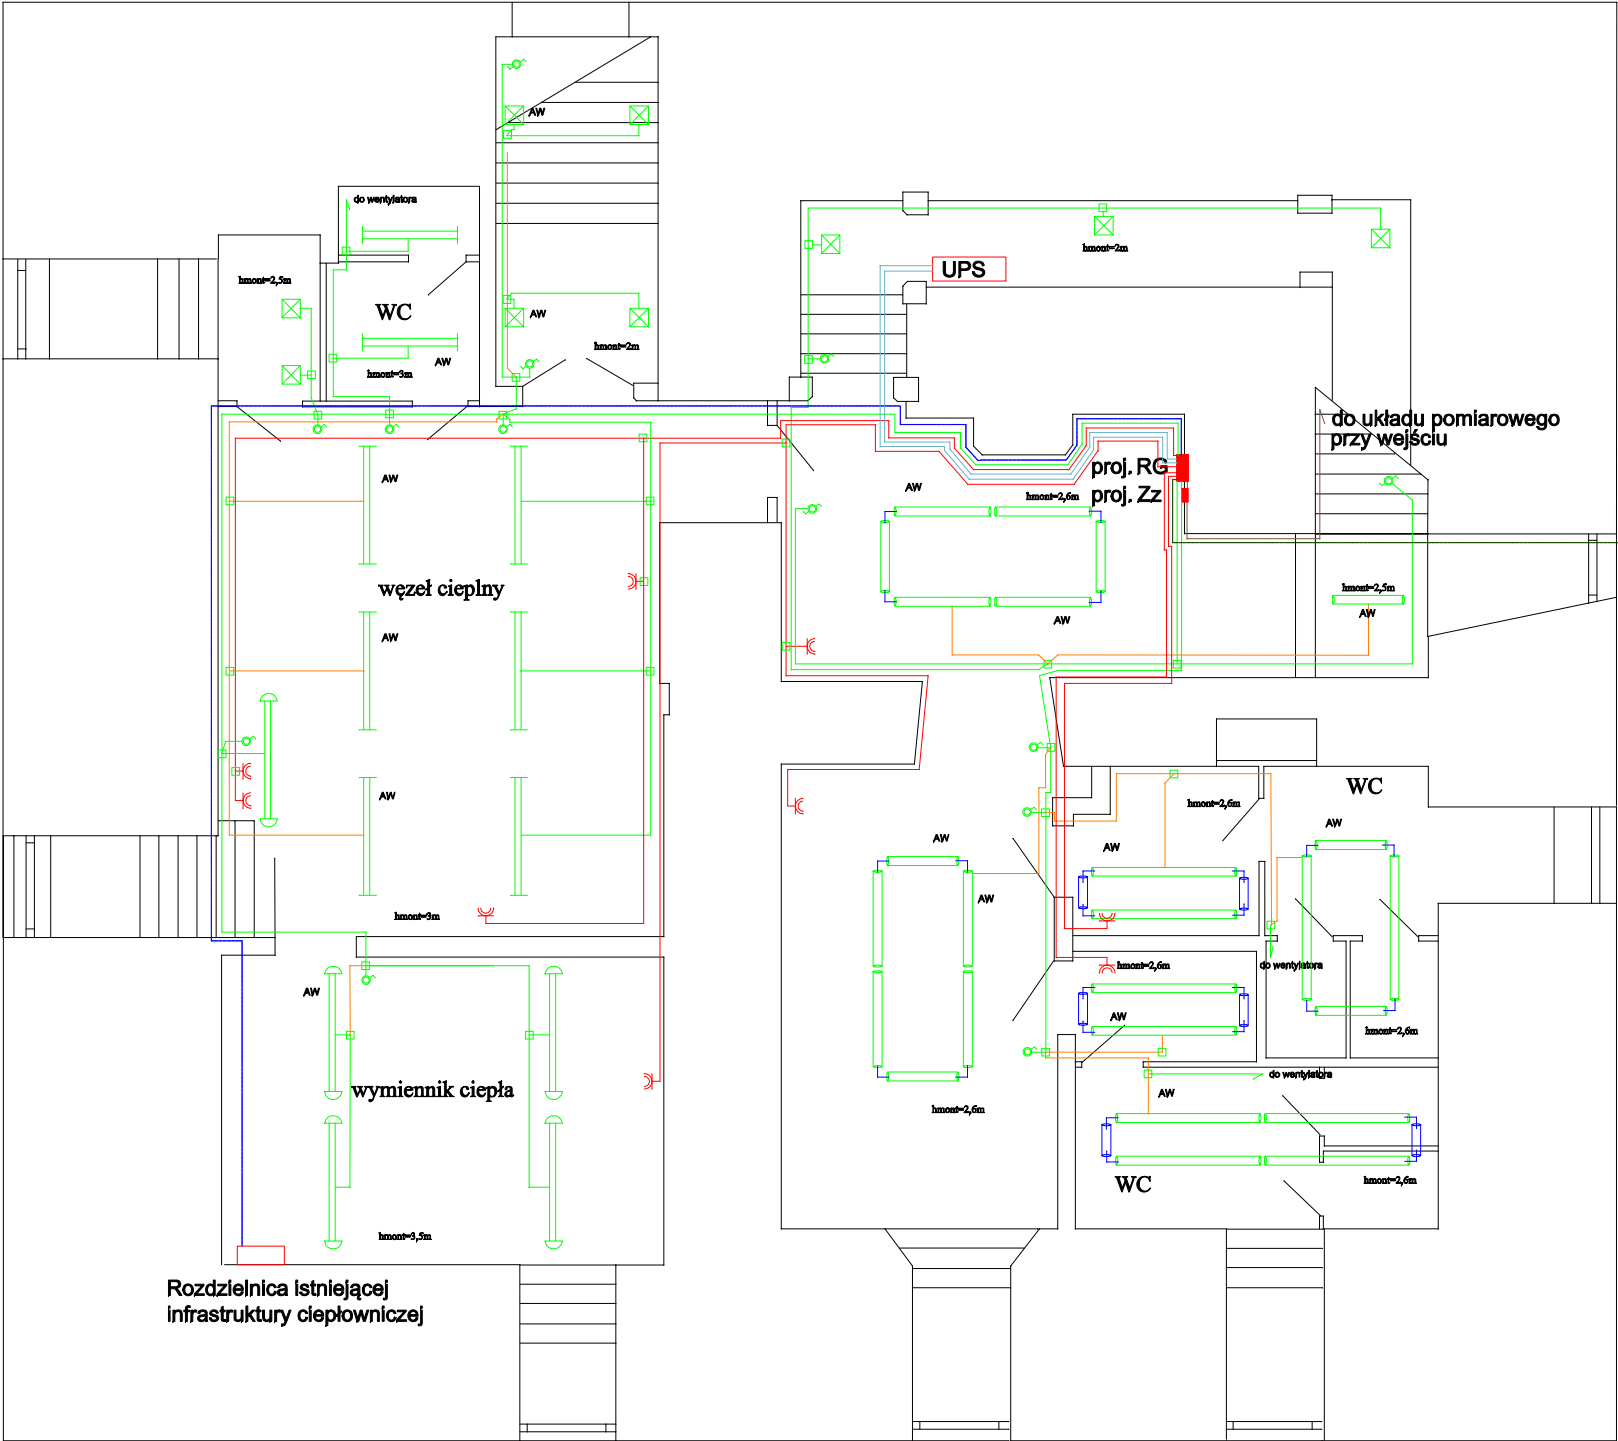 AW
do wentylatora
hmont=2m
UPS
hmont=2,5m
WC
AW
hmont=2m
AW
hmont=3m
do układu pomiarowego
przy wejściu
proj. RG
AW
AW
hmont=2,6m
proj. Zz
węzeł cieplny
hmont=2,5m
AW
AW
AW
WC
AW
hmont=2,6m
AW
AW
AW
AW
hmont=3m
hmont=2,6m
do wentylatora
AW
AW
hmont=2,6m
do wentylatora
wymiennik ciepła
AW
hmont=2,6m
WC
hmont=2,6m
hmont=3,5m
Rozdzielnica istniejącej
infrastruktury ciepłowniczej